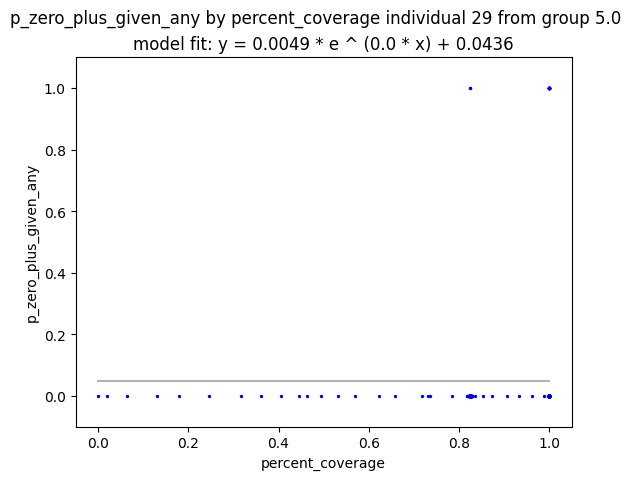 p_zero_plus_given_any by percent_coverage individual 29 from group 5.0
model fit: y = 0.0049 * e ^ (0.0 * x) + 0.0436
1.0
0.8
0.6
0.4
0.2
0.0
p_zero_plus_given_any
0.0 0.2 0.4 0.6 0.8 1.0
percent_coverage